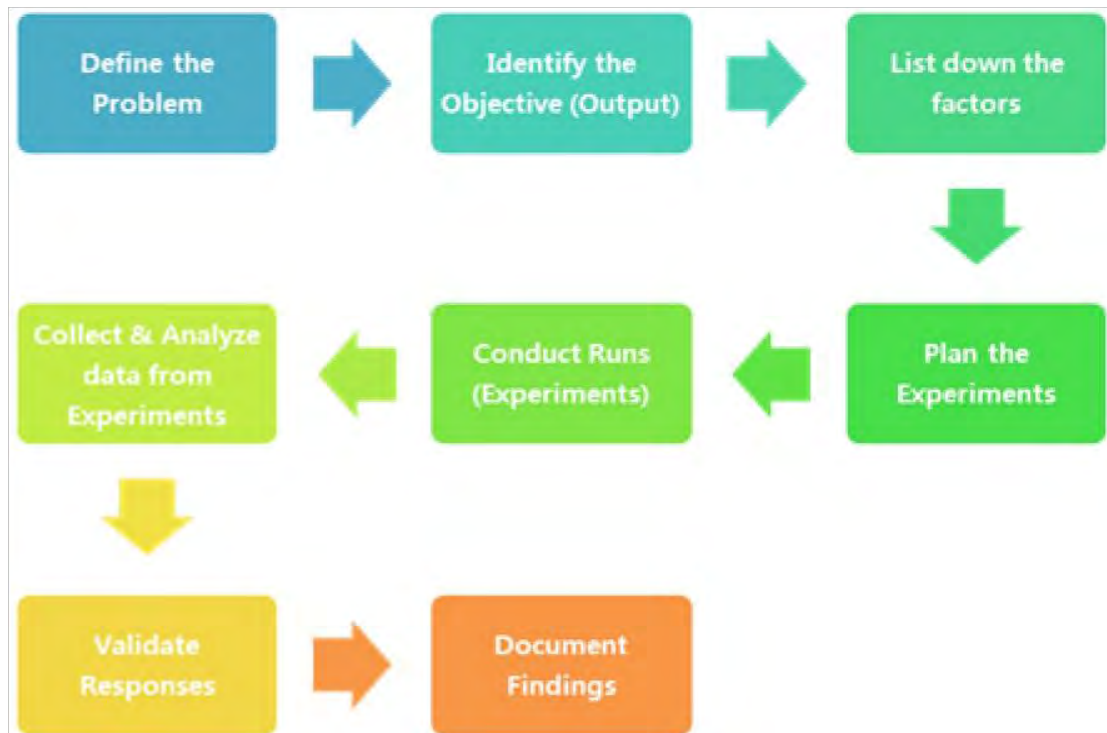 Define the
Problem
Identify the
Objective (Output)
List down the
factors
Plan the
Experiments
Conduct Runs
(Experiments)
Collect & Analyze
data from
Experiments
Validate
Responses
Document
Findings